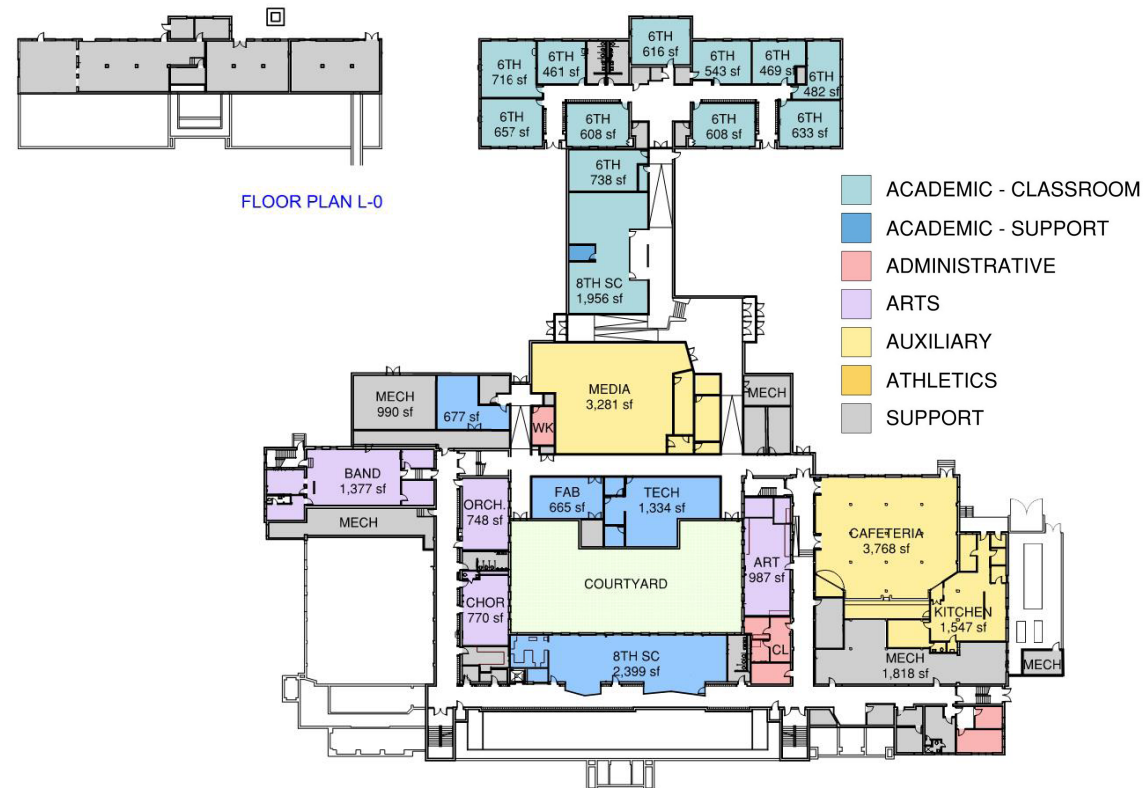 6TH
616 sf
6TH
716 sf
6TH
461 sf
6TH
543 sf
6TH
469 sf
6TH
482 sf
6TH
657 sf
6TH
608 sf
6TH
608 sf
6TH
633 sf
6TH
738 sf
FLOOR PLAN L-0
8TH SC
1,956 sf
ACADEMIC - CLASSROOM
ACADEMIC - SUPPORT
ADMINISTRATIVE
ARTS
AUXILIARY
ATHLETICS
SUPPORT
MECH
990 sf
677 sf
WK
MEDIA
3,281 sf
MECH
BAND
1,377 sf
MECH
ORCH.
748 sf
FAB
665 sf
TECH
1,334 sf
ART
987 sf
CAFETERIA
3,768 sf
COURTYARD
CHOR
770 sf
KITCHEN
1,547 sf
8TH SC
2,399 sf
CL
MECH
1,818 sf
MECH